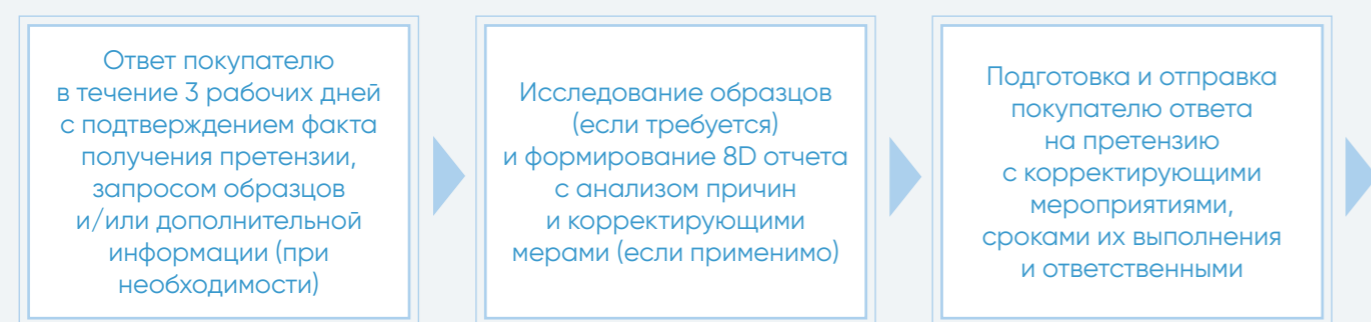 Ответ покупателю
в течение 3 рабочих дней
с подтверждением факта
получения претензии,
запросом образцов
и/или дополнительной
информации (при
необходимости)
Исследование образцов
(если требуется)
и формирование 8D отчета
с анализом причин
и корректирующими
мерами (если применимо)
Подготовка и отправка
покупателю ответа
на претензию
с корректирующими
мероприятиями,
сроками их выполнения
и ответственными